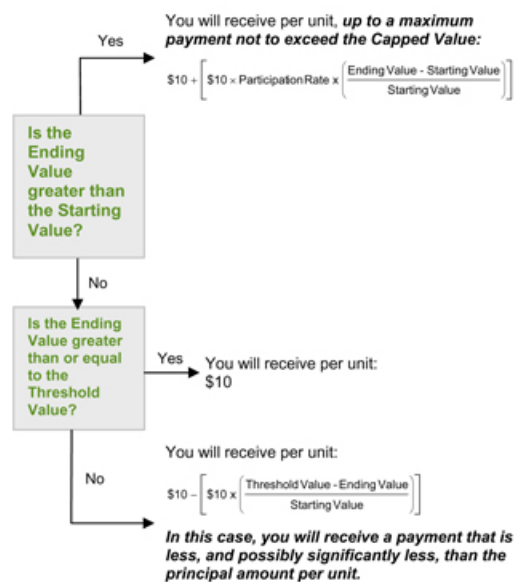 You will receive per unit, up to a maximum
payment not to exceed the Capped Value:
Yes
$10 + [ $10 × Participation Rate x ( Ending Value - Starting Value / Starting Value ) ]
Is the
Ending
Value
greater than
the Starting
Value?
No
Is the Ending
Value greater
than or equal
to the
Threshold
Value?
Yes
You will receive per unit:
$10
You will receive per unit:
No
$10 – [ $10 x ( Threshold Value - Ending Value / Starting Value ) ]
In this case, you will receive a payment that is
less, and possibly significantly less, than the
principal amount per unit.